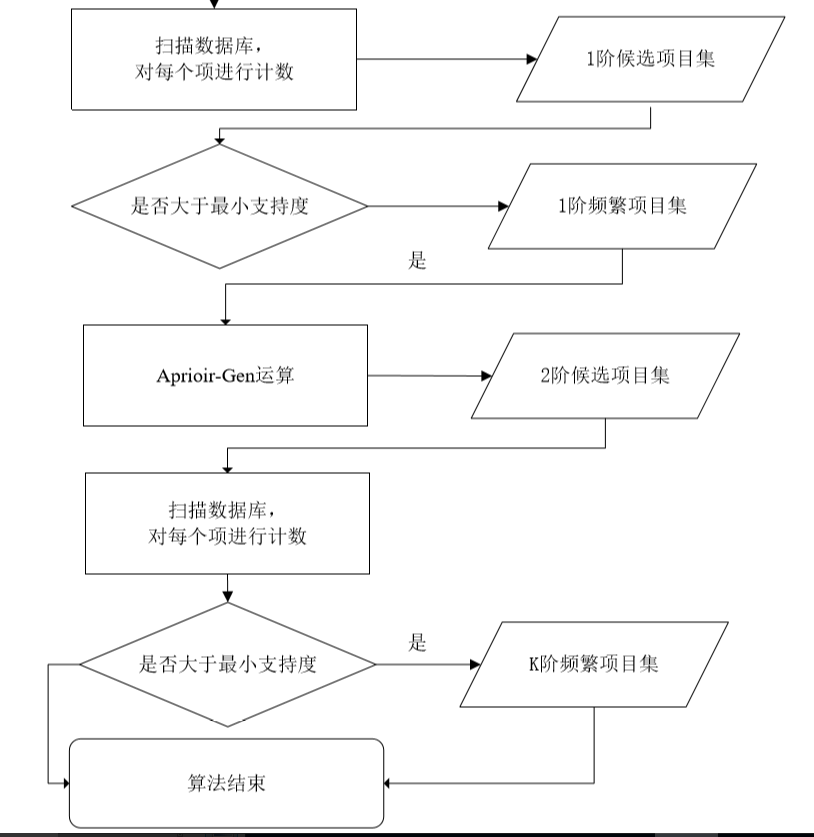 扫描数据库，
对每个项进行计数
1阶候选项目集
是否大于最小支持度
1阶频繁项目集
是
Aprioir-Gen运算
2阶候选项目集
扫描数据库，
对每个项进行计数
是否大于最小支持度
是
K阶频繁项目集
算法结束